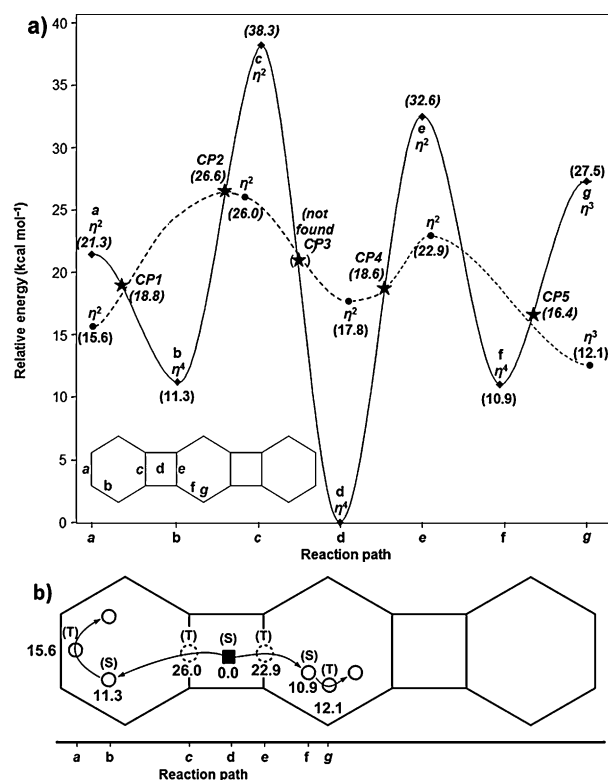 a)
Relative energy (kcal mol⁻¹)
40
35
30
25
20
15
10
5
0
(38.3)
c
η²
(32.6)
e
η²
CP2
(26.6)
η²
(26.0)
(27.5)
g
η³
a
η²
(21.3)
(not
found
CP3
CP4
(18.6)
η²
(22.9)
CP1
(18.8)
η²
(15.6)
η²
(17.8)
CP5
(16.4)
η³
(12.1)
b
η⁴
(11.3)
f
η⁴
(10.9)
d
η⁴
a c d e
b f g
a b c d e f g
Reaction path
b)
(T) (T) (S) (T)
15.6 (S) 26.0 0.0 22.9 (S) (T)
11.3 10.9
12.1
a b c d e f g
Reaction path